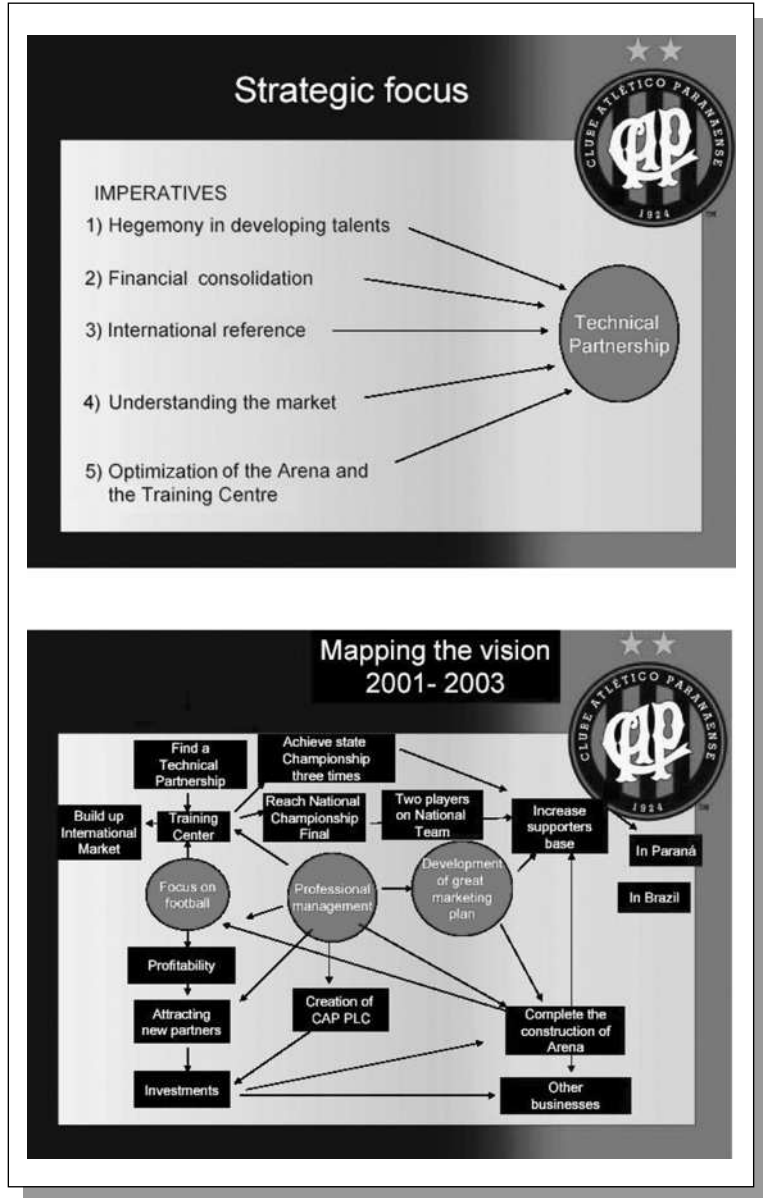 Strategic focus
CLUBE ATLÉTICO PARANAENSE
CAP
1924
TM
IMPERATIVES
1) Hegemony in developing talents
2) Financial consolidation
3) International reference
4) Understanding the market
5) Optimization of the Arena and
the Training Centre
Technical
Partnership
Mapping the vision
2001- 2003
CLUBE ATLÉTICO PARANAENSE
CAP
1924
Find a
Technical
Partnership
Achieve state
Championship
three times
Build up
International
Market
Training
Center
Reach National
Championship
Final
Two players
on National
Team
Increase
supporters
base
In Paraná
In Brazil
Focus on
football
Professional
management
Development
of great
marketing
plan
Profitability
Attracting
new partners
Creation of
CAP PLC
Complete the
construction of
Arena
Investments
Other
businesses